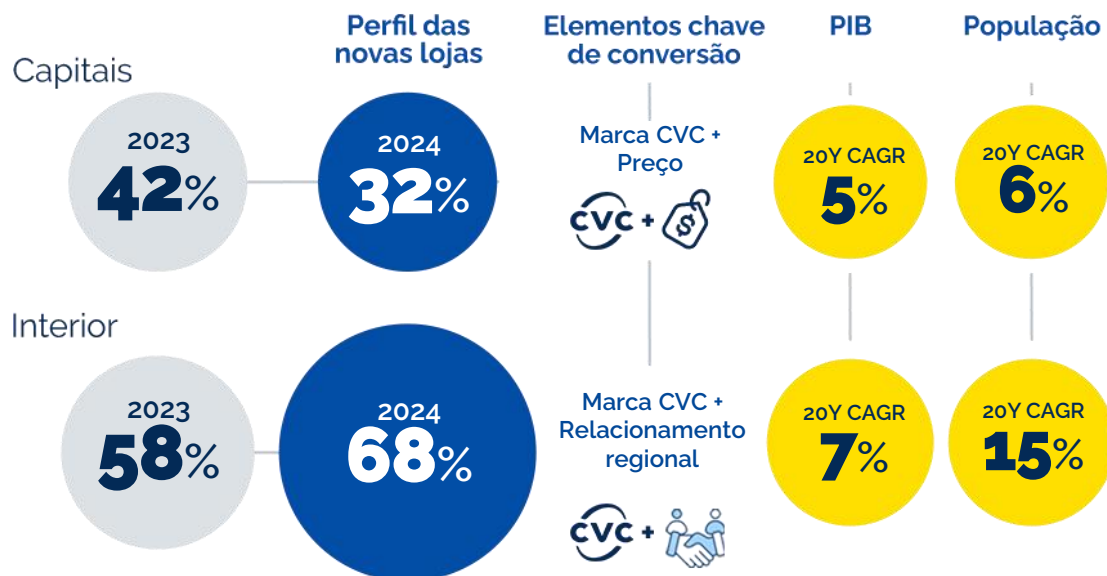 Perfil das
novas lojas
Elementos chave
de conversão
PIB
População
Capitais
2023
42%
2024
32%
Marca CVC +
Preço
CVC +
$
20Y CAGR
5%
20Y CAGR
6%
Interior
2023
58%
2024
68%
Marca CVC +
Relacionamento
regional
CVC +
20Y CAGR
7%
20Y CAGR
15%